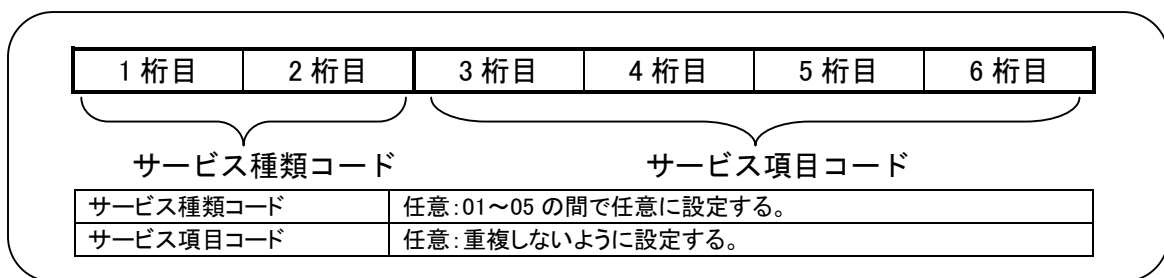 1 桁目 2 桁目 3 桁目 4 桁目 5 桁目 6 桁目
サービス種類コード サービス項目コード
サービス種類コード 任意:01～05 の間で任意に設定する。
サービス項目コード 任意:重複しないように設定する。